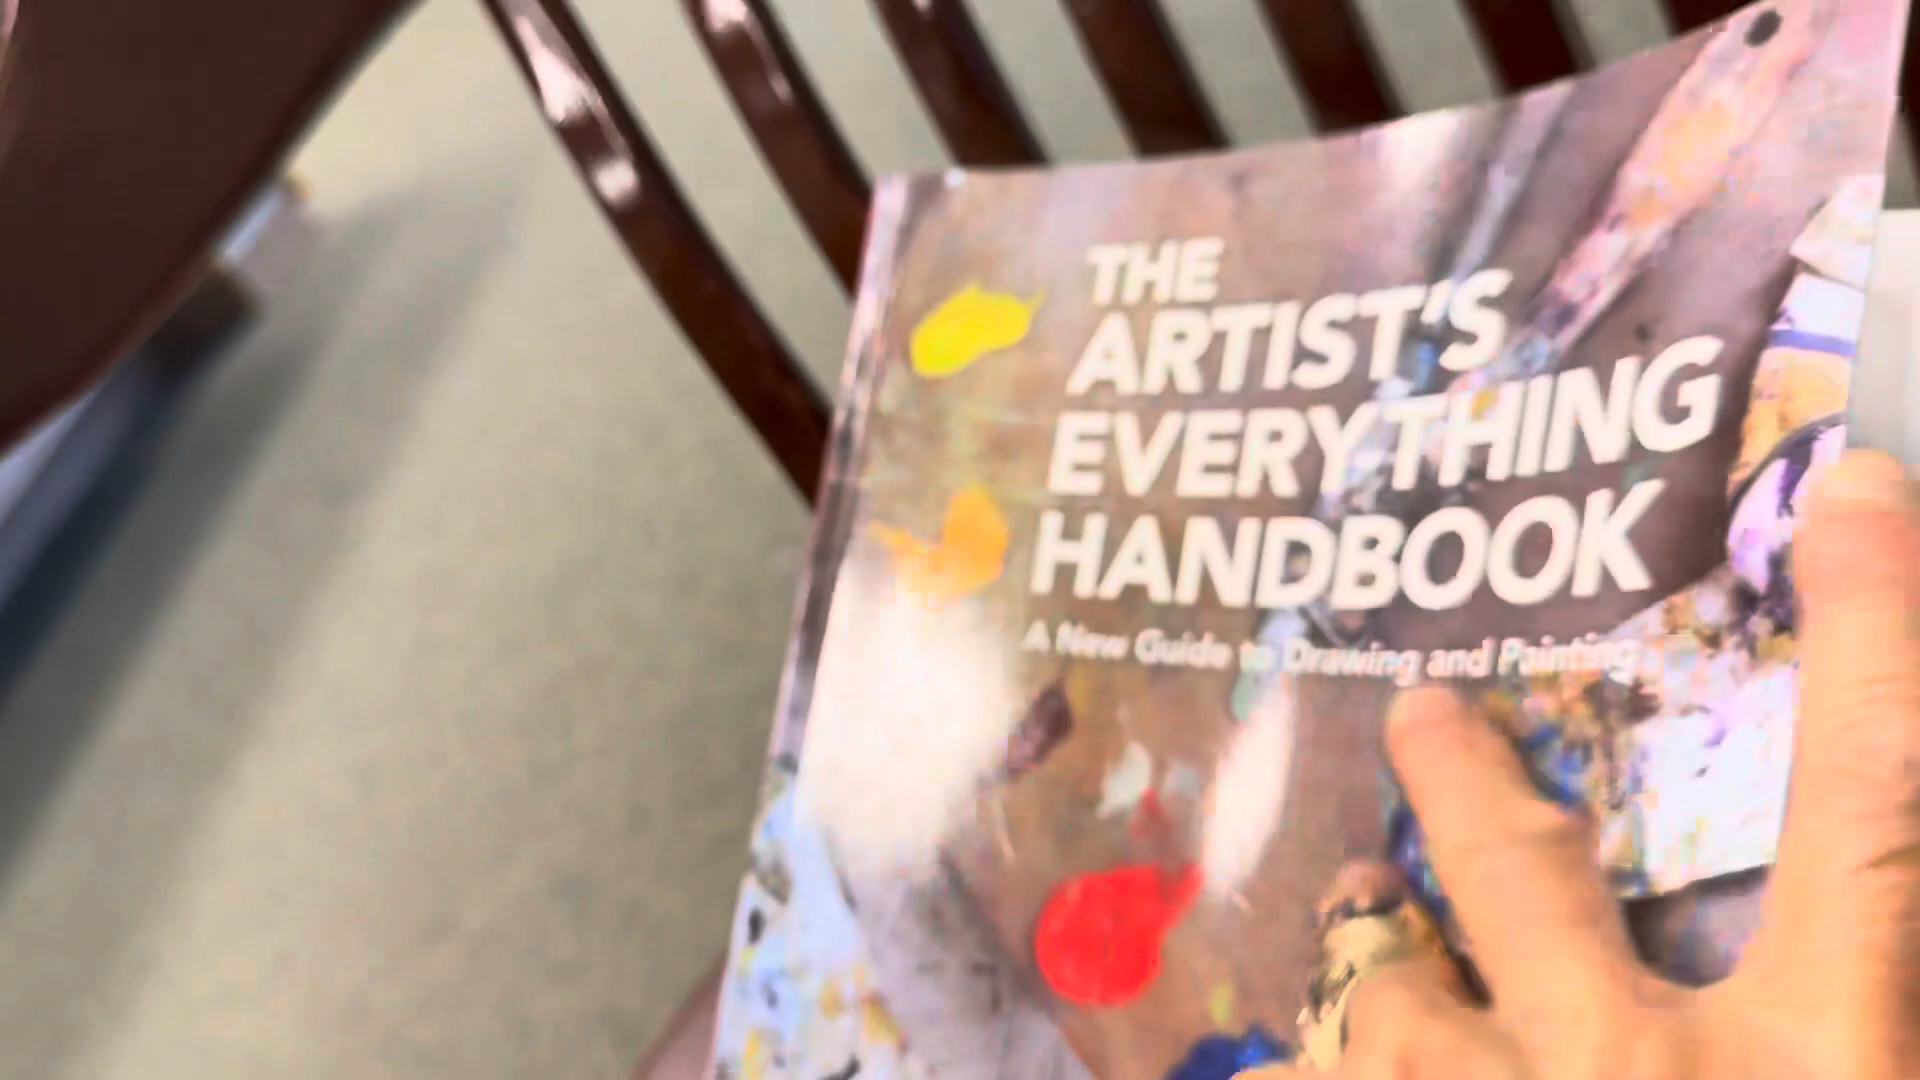 THE
ARTIST'S
EVERYTHING
HANDBOOK
A New Guide to Drawing and Painting